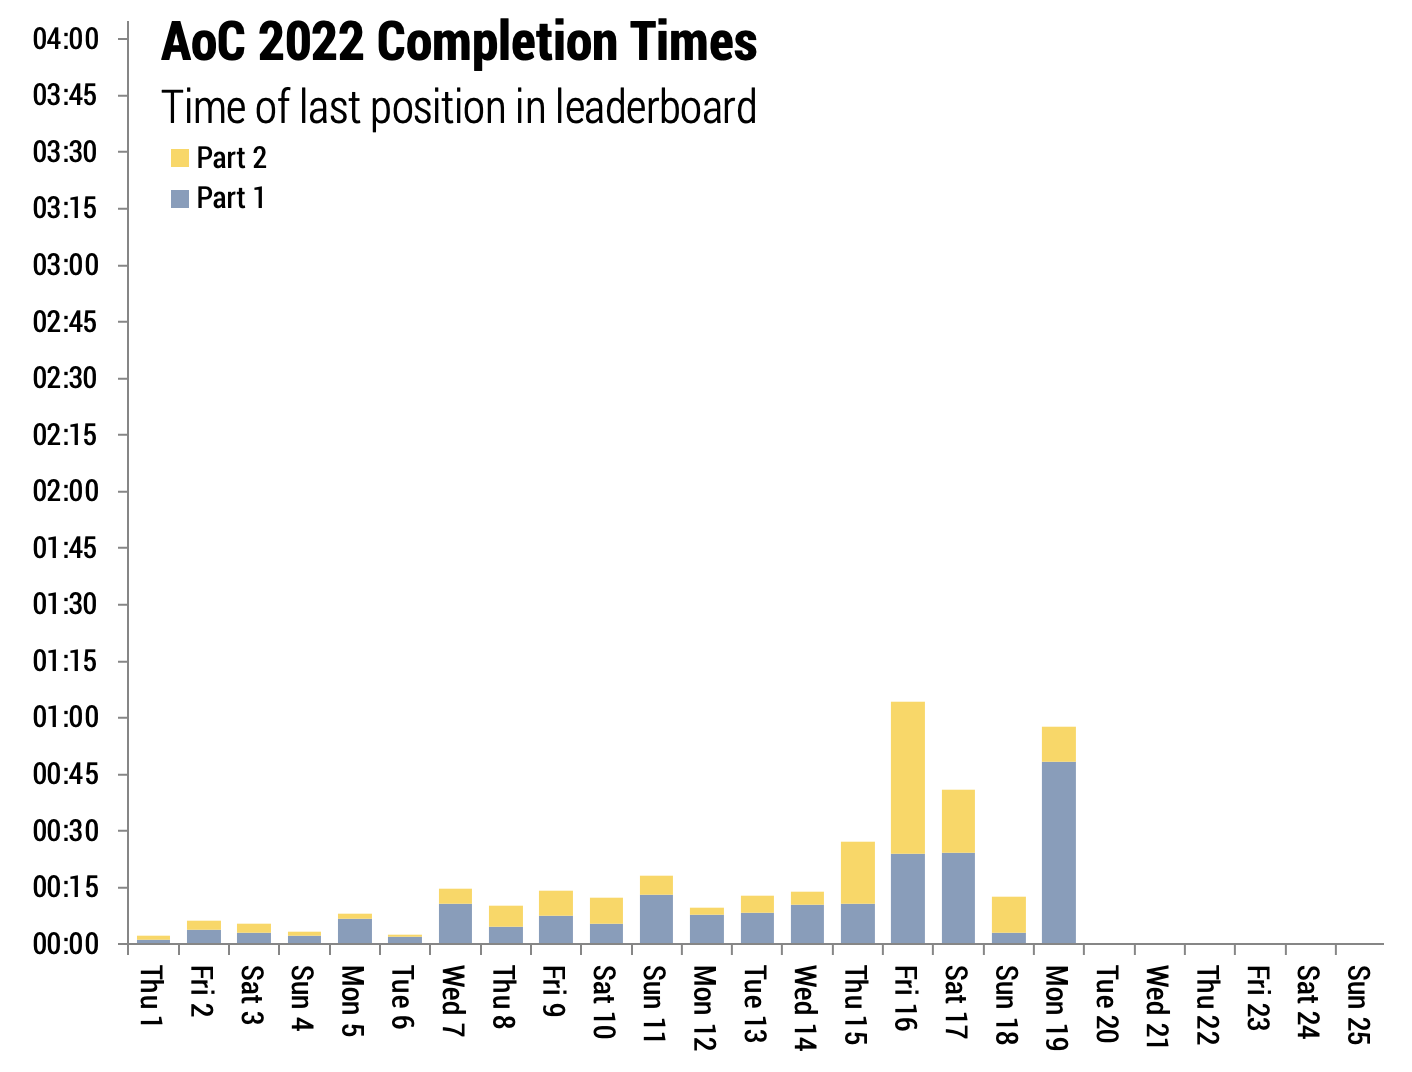 AoC 2022 Completion Times
Time of last position in leaderboard
Part 2
Part 1
04:00
03:45
03:30
03:15
03:00
02:45
02:30
02:15
02:00
01:45
01:30
01:15
01:00
00:45
00:30
00:15
00:00
Thu 1
Fri 2
Sat 3
Sun 4
Mon 5
Tue 6
Wed 7
Thu 8
Fri 9
Sat 10
Sun 11
Mon 12
Tue 13
Wed 14
Thu 15
Fri 16
Sat 17
Sun 18
Mon 19
Tue 20
Wed 21
Thu 22
Fri 23
Sat 24
Sun 25